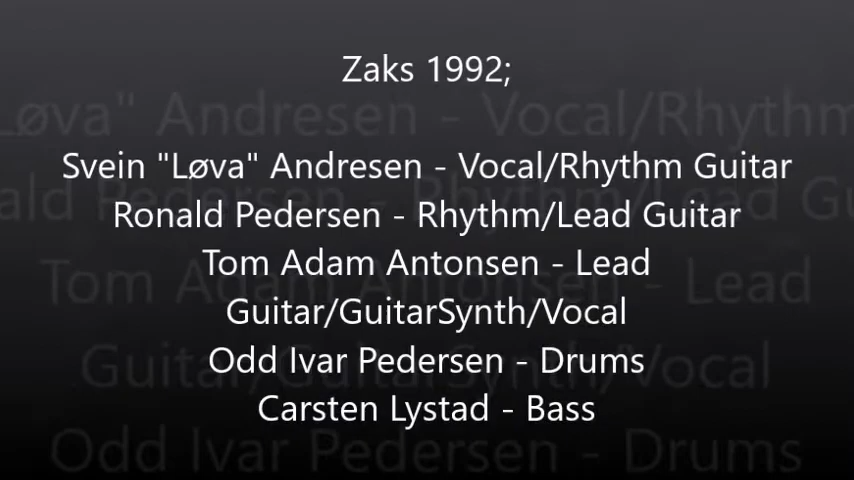 Zaks 1992;
Svein "Løva" Andresen - Vocal/Rhythm Guitar
Ronald Pedersen - Rhythm/Lead Guitar
Tom Adam Antonsen - Lead
Guitar/GuitarSynth/Vocal
Odd Ivar Pedersen - Drums
Carsten Lystad - Bass